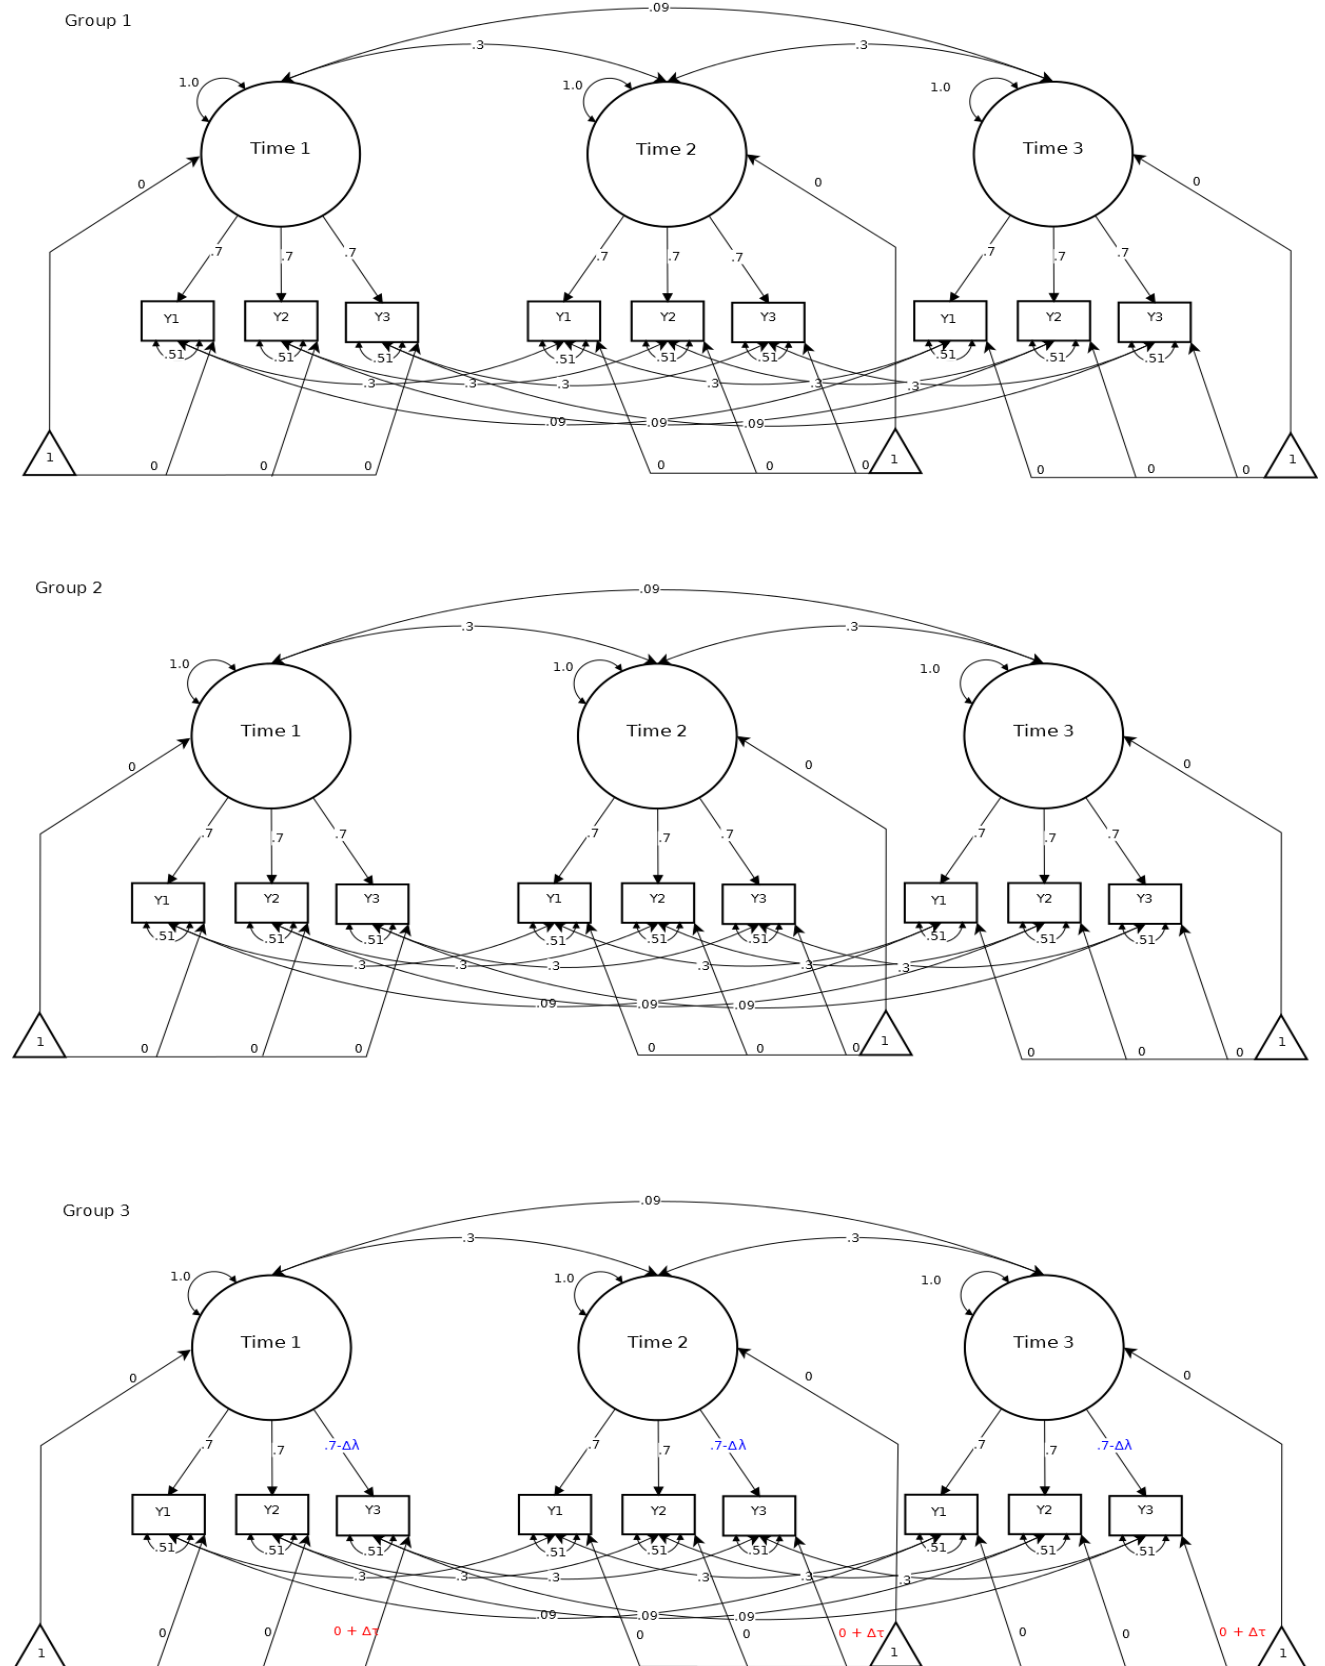 Group 1
.09
.3 .3
1.0 1.0 1.0
Time 1 Time 2 Time 3
0 0 0
.7 .7 .7 .7 .7 .7 .7 .7 .7
Y1 Y2 Y3 Y1 Y2 Y3 Y1 Y2 Y3
.51 .51 .51 .51 .51 .51 .51 .51 .51
.3 .3 .3 .3 .3 .3
.09 .09 .09
1 1 1
0 0 0 0 0 0 0 0 0
Group 2
.09
.3 .3
1.0 1.0 1.0
Time 1 Time 2 Time 3
0 0 0
.7 .7 .7 .7 .7 .7 .7 .7 .7
Y1 Y2 Y3 Y1 Y2 Y3 Y1 Y2 Y3
.51 .51 .51 .51 .51 .51 .51 .51 .51
.3 .3 .3 .3 .3 .3
.09 .09 .09
1 1 1
0 0 0 0 0 0 0 0 0
Group 3
.09
.3 .3
1.0 1.0 1.0
Time 1 Time 2 Time 3
0 0 0
.7 .7 .7-Δλ .7 .7 .7-Δλ .7 .7 .7-Δλ
Y1 Y2 Y3 Y1 Y2 Y3 Y1 Y2 Y3
.51 .51 .51 .51 .51 .51 .51 .51 .51
.3 .3 .3 .3 .3 .3
.09 .09 .09
0 0 0 + Δτ 0 0 0 + Δτ 0 0 0 + Δτ
1 1 1